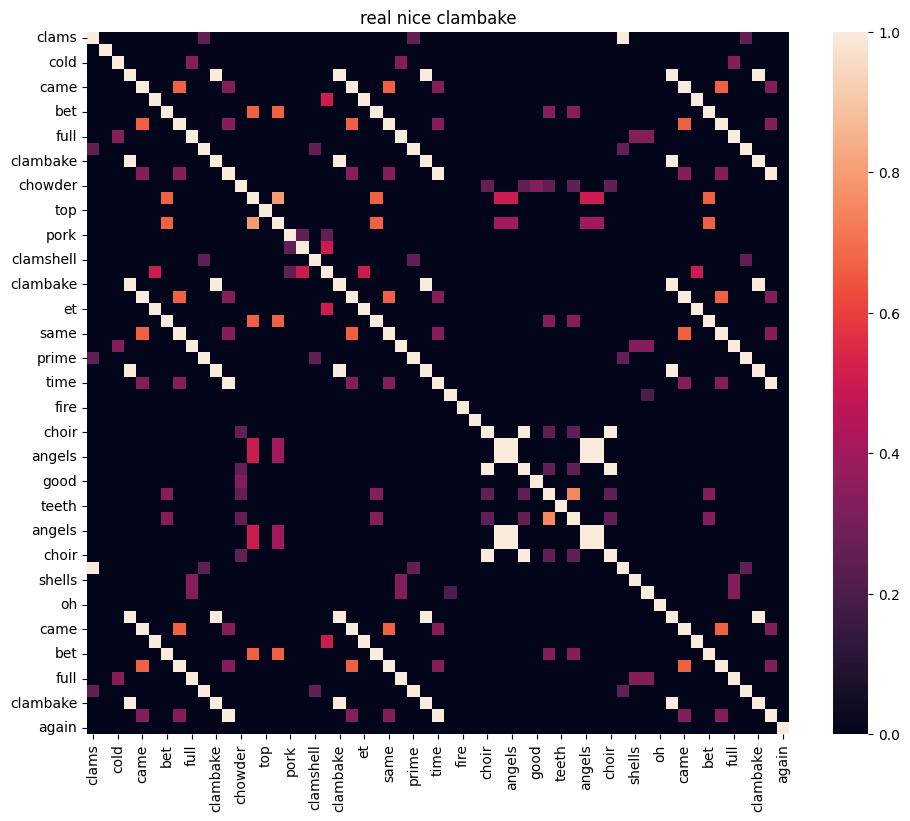 real nice clambake
clams
cold
came
bet
full
clambake
chowder
top
pork
clamshell
clambake
et
same
prime
time
fire
choir
angels
good
teeth
angels
choir
shells
oh
came
bet
full
clambake
again
1.0
0.8
0.6
0.4
0.2
0.0
clams
cold
came
bet
full
clambake
chowder
top
pork
clamshell
clambake
et
same
prime
time
fire
choir
angels
good
teeth
angels
choir
shells
oh
came
bet
full
clambake
again